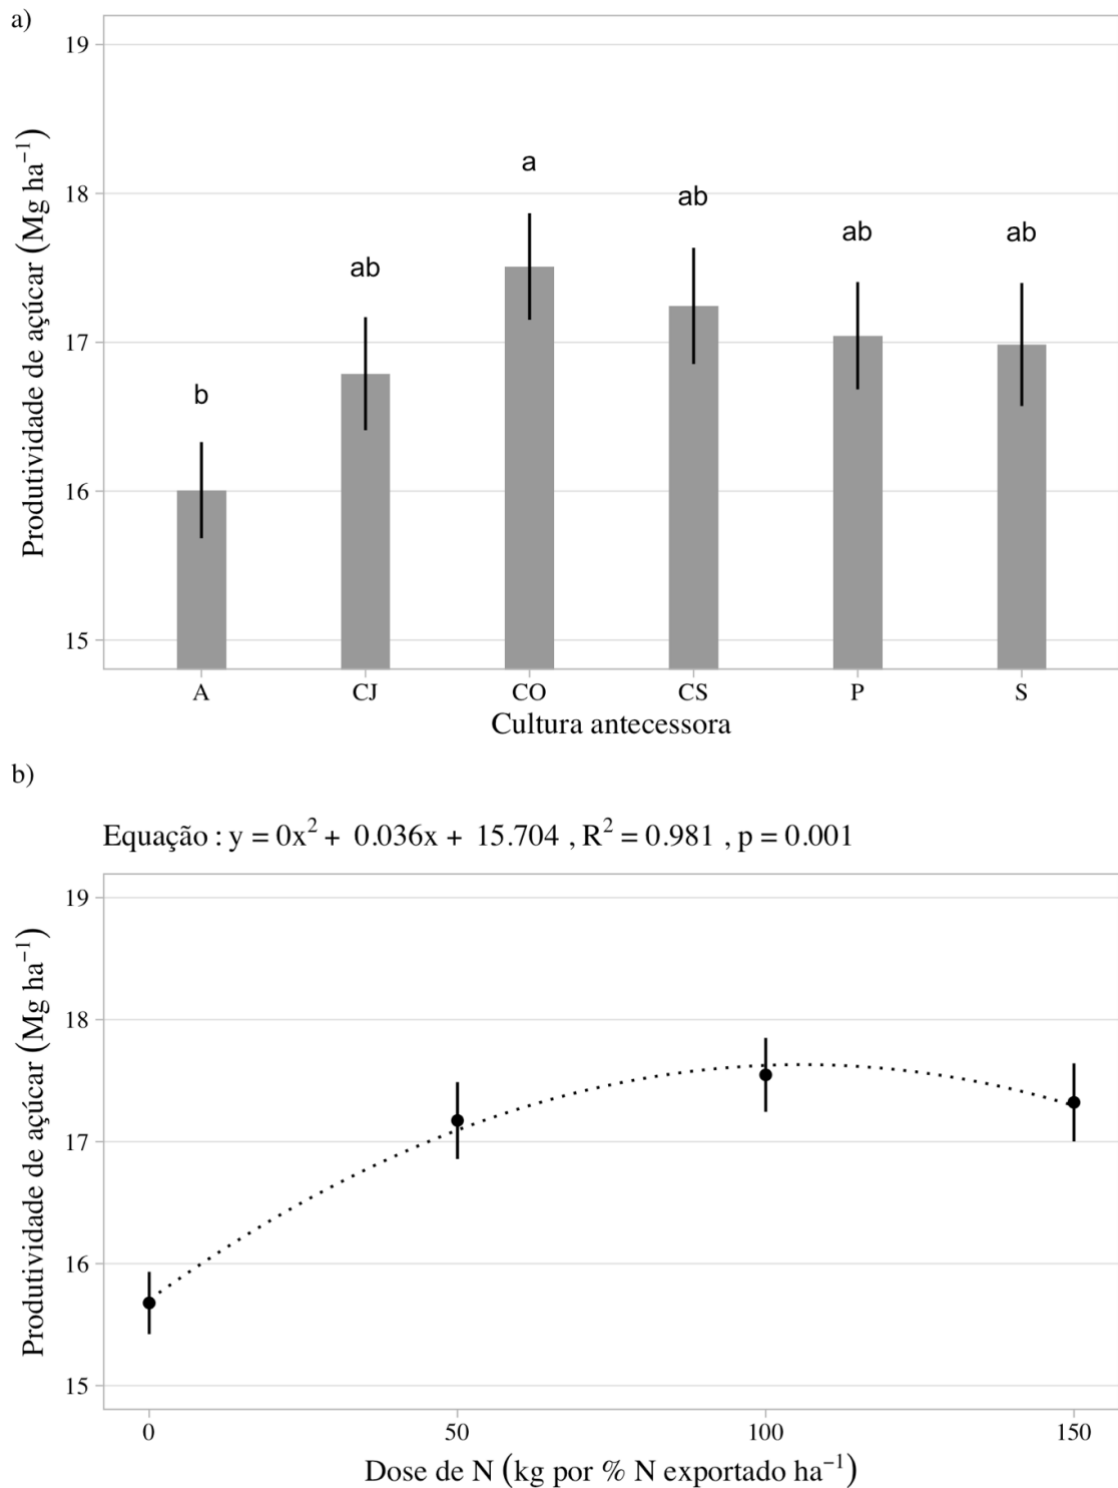 a)
Produtividade de açúcar (Mg ha⁻¹)
19
18
17
16
15
b
ab
a
ab
ab
ab
A CJ CO CS P S
Cultura antecessora
b)
Equação : y = 0x² + 0.036x + 15.704 , R² = 0.981 , p = 0.001
Produtividade de açúcar (Mg ha⁻¹)
19
18
17
16
15
0 50 100 150
Dose de N (kg por % N exportado ha⁻¹)